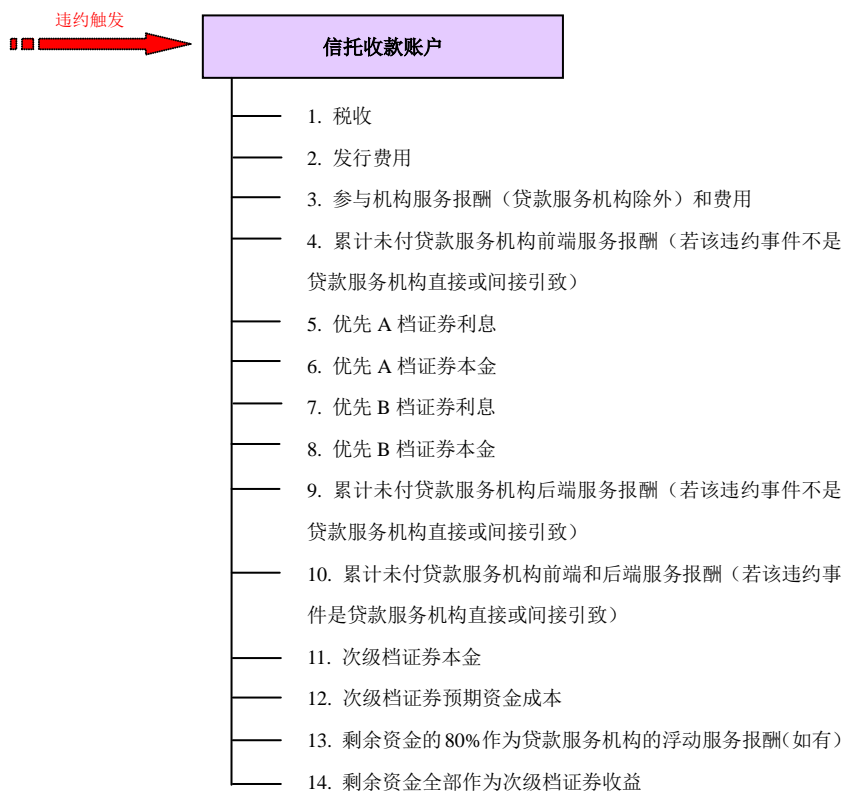 违约触发
信托收款账户
1. 税收
2. 发行费用
3. 参与机构服务报酬（贷款服务机构除外）和费用
4. 累计未付贷款服务机构前端服务报酬（若该违约事件不是
贷款服务机构直接或间接引致）
5. 优先 A 档证券利息
6. 优先 A 档证券本金
7. 优先 B 档证券利息
8. 优先 B 档证券本金
9. 累计未付贷款服务机构后端服务报酬（若该违约事件不是
贷款服务机构直接或间接引致）
10. 累计未付贷款服务机构前端和后端服务报酬（若该违约事
件是贷款服务机构直接或间接引致）
11. 次级档证券本金
12. 次级档证券预期资金成本
13. 剩余资金的80%作为贷款服务机构的浮动服务报酬（如有）
14. 剩余资金全部作为次级档证券收益